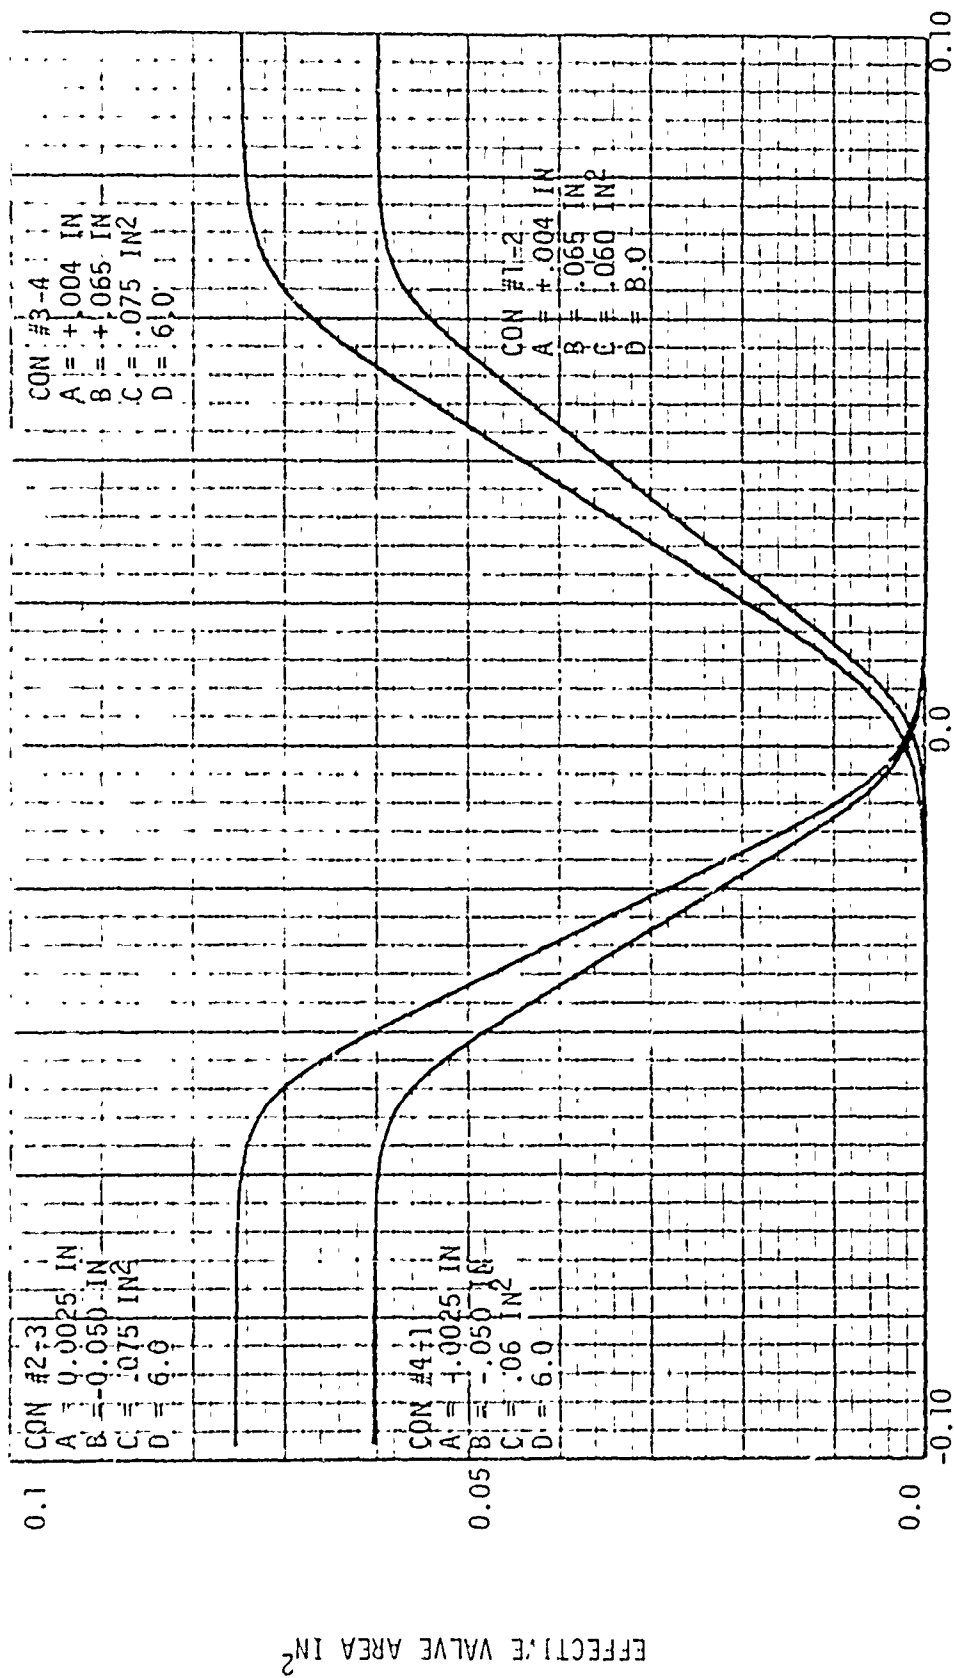 EFFECTIVE VALVE AREA IN²
0.1
0.05
0.0
-0.10
0.0
0.10
CON #2-3
A = 0.0025 IN
B = -0.050 IN
C = .075 IN2
D = 6.0
CON #4-1
A = +.0025 IN
B = -.050 IN
C = .06 IN2
D = 6.0
CON #3-4
A = +.004 IN
B = +.065 IN
C = .075 IN2
D = 6.0
CON #1-2
A = +.004 IN
B = .065 IN
C = .060 IN2
D = 8.0